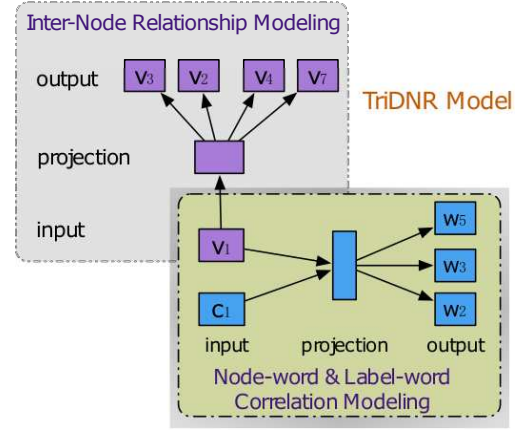 Inter-Node Relationship Modeling
output
v3 v2 v4 v7
TriDNR Model
projection
input
v1
w5
w3
c1
w2
input projection output
Node-word & Label-word
Correlation Modeling